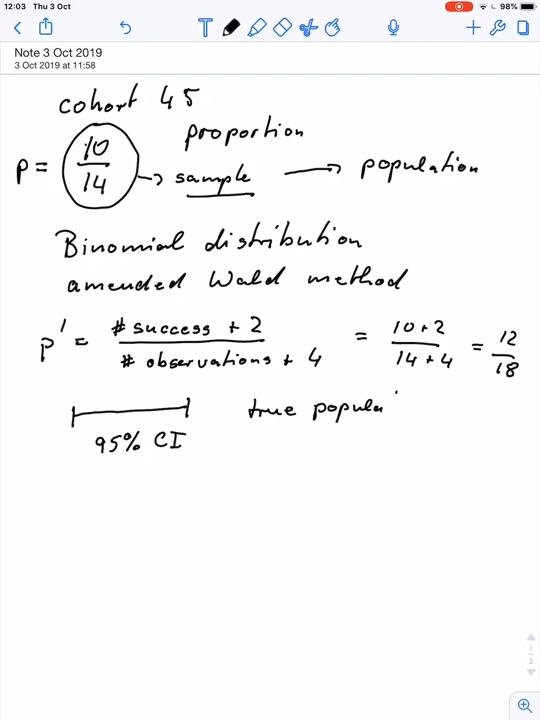 12:03 Thu 3 Oct 98%
T
Note 3 Oct 2019
3 Oct 2019 at 11:58
cohort 45
proportion
p = 10/14 → sample → population
Binomial distribution
amended Wald method
p' = # success + 2 / # observations + 4 = 10 + 2 / 14 + 4 = 12/18
true popula
95% CI
1
2